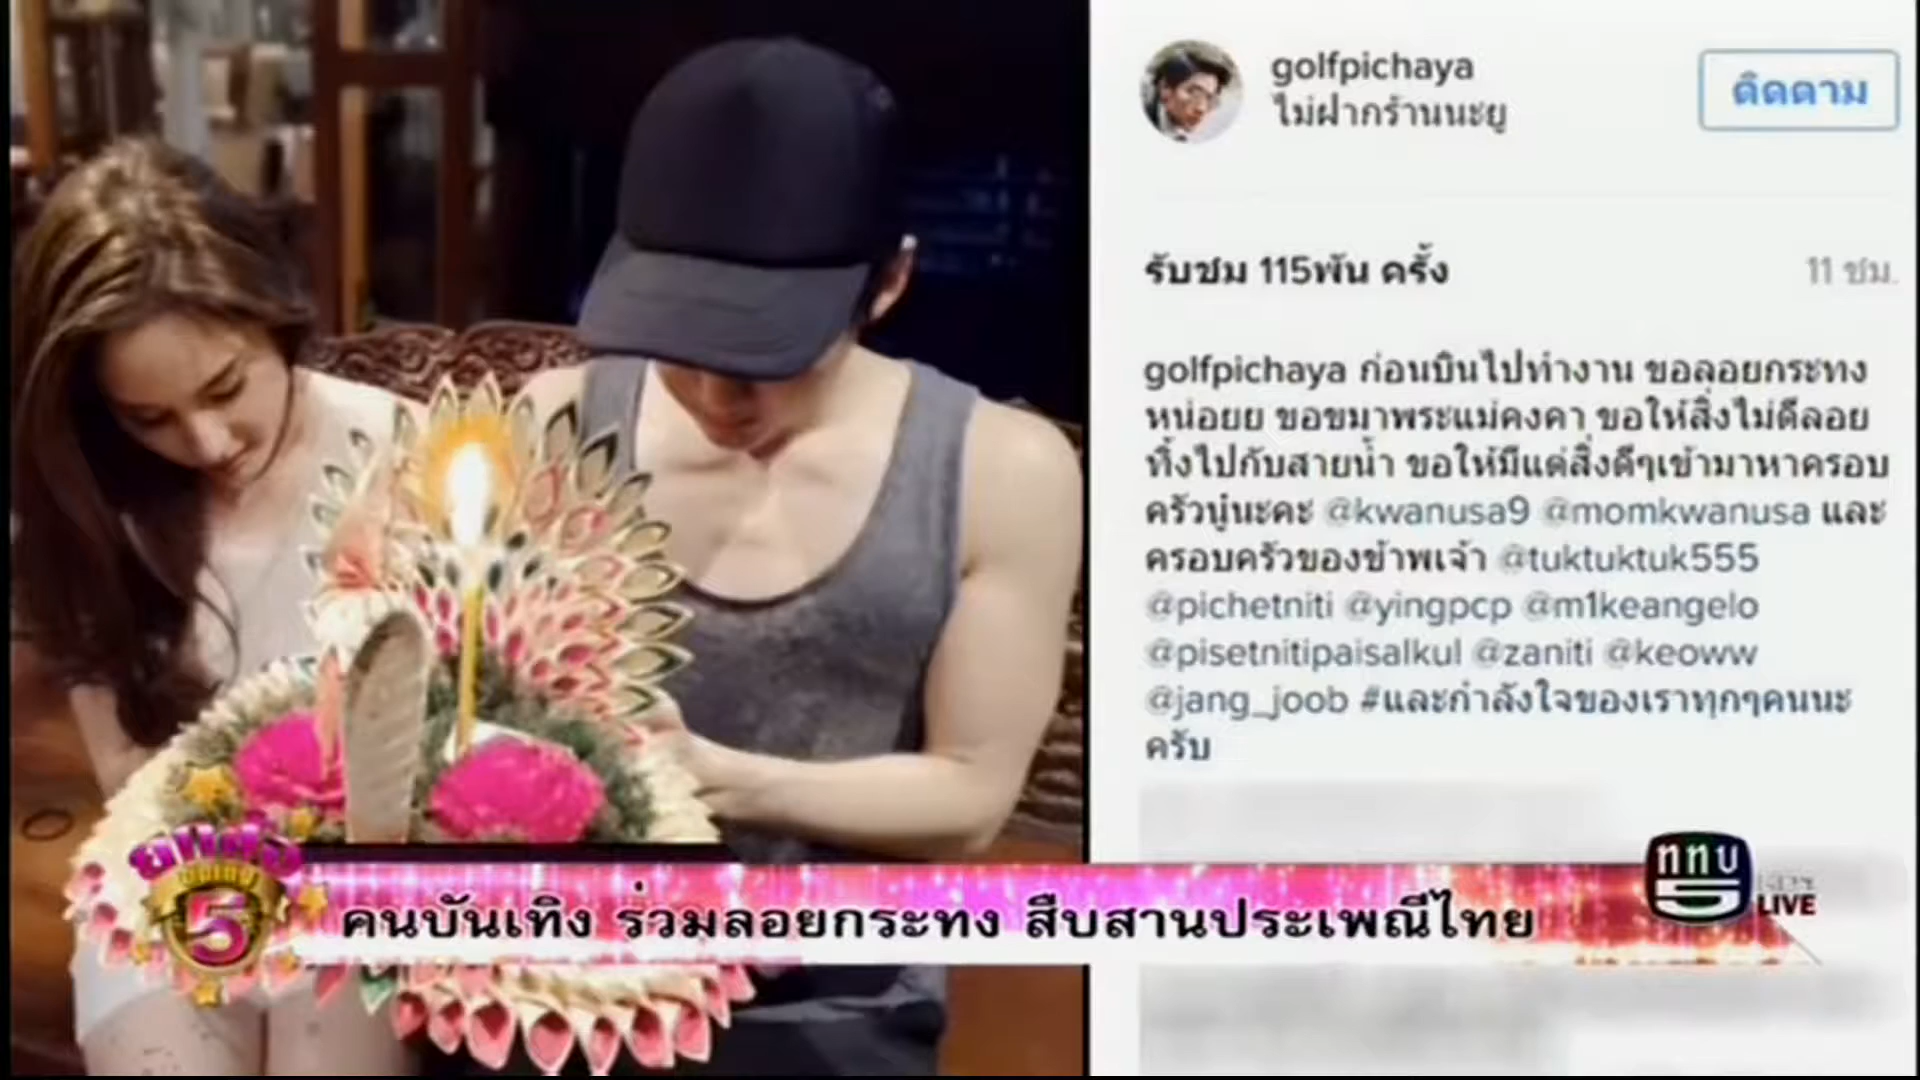 golfpichaya
ไม่ฝากร้านนะยู
ติดตาม
รับชม 115พัน ครั้ง
11 ชม.
golfpichaya ก่อนบินไปทำงาน ขอลอยกระทง
หน่อยย ขอขมาพระแม่คงคา ขอให้สิ่งไม่ดีลอย
ทิ้งไปกับสายน้ำ ขอให้มีแต่สิ่งดีๆเข้ามาหาครอบ
ครัวนู๋นะคะ @kwanusa9 @momkwanusa และ
ครอบครัวของข้าพเจ้า @tuktuktuk555
@pichetniti @yingpcp @m1keangelo
@pisetnitipaisalkul @zaniti @keoww
@jang_joob #และกำลังใจของเราทุกๆคนนะ
ครับ
5
คนบันเทิง ร่วมลอยกระทง สืบสานประเพณีไทย
ททบ
5
LIVE